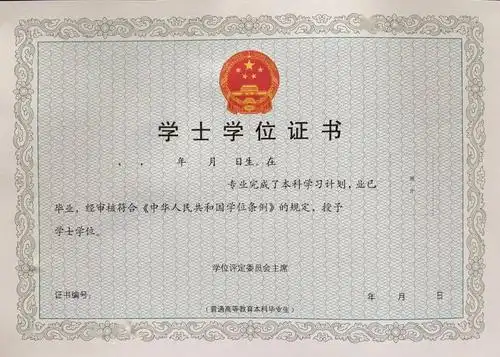 学士学位证书
，，年 月 日生。在
专业完成了本科学习计划，业已
毕业，经审核符合《中华人民共和国学位条例》的规定，授予
学士学位。
学位评定委员会主席
证书编号： 年 月 日
（普通高等教育本科毕业生）